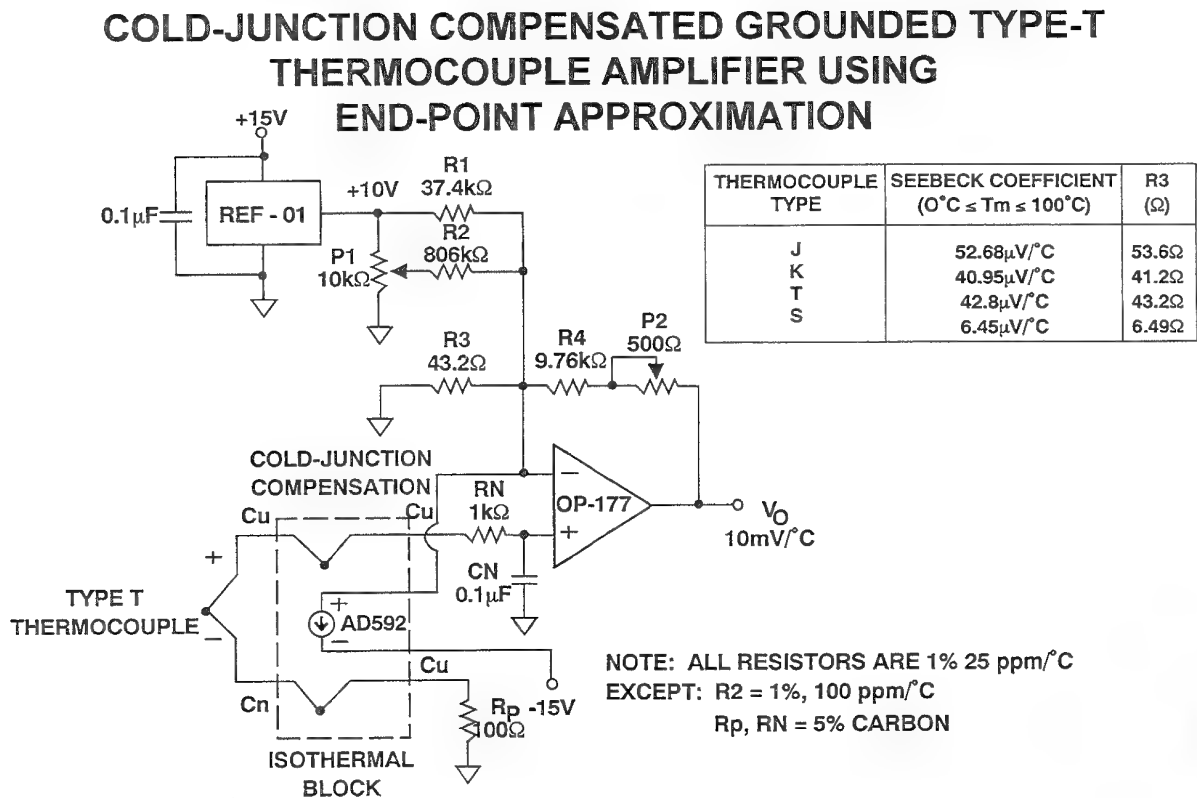 COLD-JUNCTION COMPENSATED GROUNDED TYPE-T
THERMOCOUPLE AMPLIFIER USING
END-POINT APPROXIMATION
+15V
0.1µF
REF - 01
+10V
R1
37.4kΩ
R2
806kΩ
P1
10kΩ
THERMOCOUPLE TYPE
SEEBECK COEFFICIENT (O°C ≤ Tm ≤ 100°C)
R3 (Ω)
J 52.68µV/°C 53.6Ω
K 40.95µV/°C 41.2Ω
T 42.8µV/°C 43.2Ω
S 6.45µV/°C 6.49Ω
R3
43.2Ω
R4
9.76kΩ
P2
500Ω
COLD-JUNCTION
COMPENSATION
Cu
Cu
RN
1kΩ
−
OP-177
+
VO
10mV/°C
CN
0.1µF
+
TYPE T
THERMOCOUPLE
−
+
AD592
−
Cu
Cn
Rp
100Ω
-15V
ISOTHERMAL
BLOCK
NOTE: ALL RESISTORS ARE 1% 25 ppm/°C
EXCEPT: R2 = 1%, 100 ppm/°C
Rp, RN = 5% CARBON